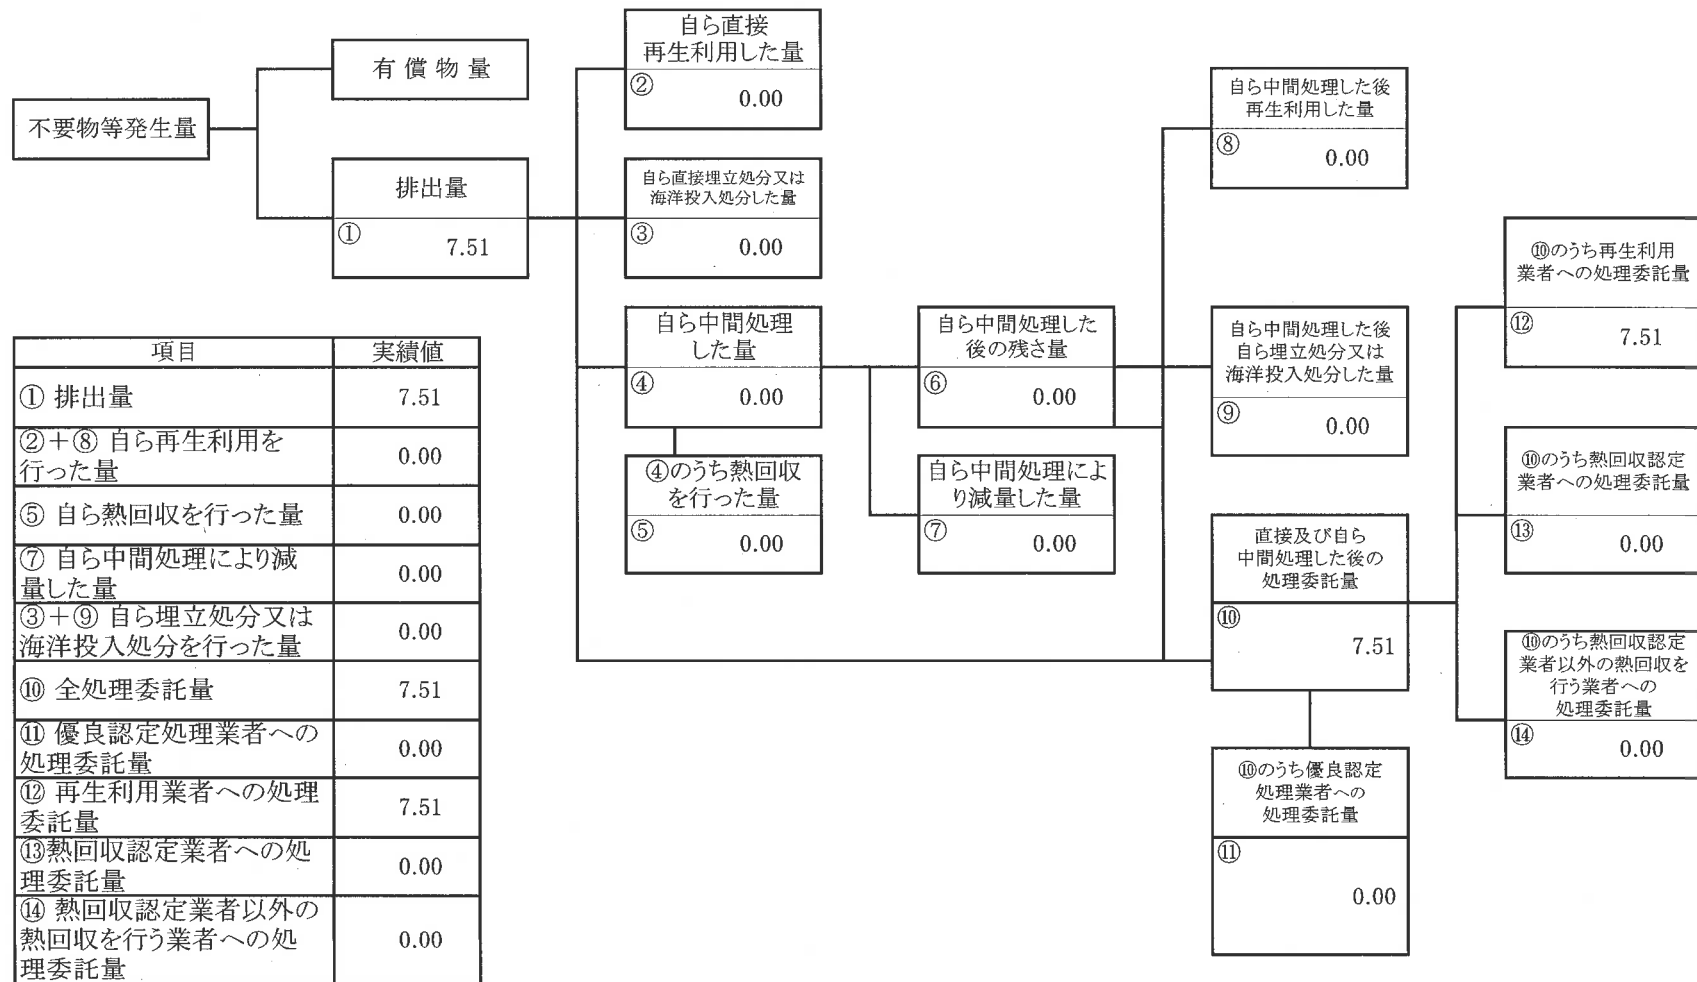 不要物等発生量
有償物量
排出量
①
7.51
自ら直接
再生利用した量
②
0.00
自ら直接埋立処分又は
海洋投入処分した量
③
0.00
自ら中間処理
した量
④
0.00
④のうち熱回収
を行った量
⑤
0.00
自ら中間処理した
後の残さ量
⑥
0.00
自ら中間処理によ
り減量した量
⑦
0.00
自ら中間処理した後
再生利用した量
⑧
0.00
自ら中間処理した後
自ら埋立処分又は
海洋投入処分した量
⑨
0.00
直接及び自ら
中間処理した後の
処理委託量
⑩
7.51
⑩のうち優良認定
処理業者への
処理委託量
⑪
0.00
⑩のうち再生利用
業者への処理委託量
⑫
7.51
⑩のうち熱回収認定
業者への処理委託量
⑬
0.00
⑩のうち熱回収認定
業者以外の熱回収を
行う業者への
処理委託量
⑭
0.00
項目 実績値
① 排出量 7.51
②＋⑧ 自ら再生利用を
行った量 0.00
⑤ 自ら熱回収を行った量 0.00
⑦ 自ら中間処理により減
量した量 0.00
③＋⑨ 自ら埋立処分又は
海洋投入処分を行った量 0.00
⑩ 全処理委託量 7.51
⑪ 優良認定処理業者への
処理委託量 0.00
⑫ 再生利用業者への処理
委託量 7.51
⑬熱回収認定業者への処
理委託量 0.00
⑭ 熱回収認定業者以外の
熱回収を行う業者への処
理委託量 0.00